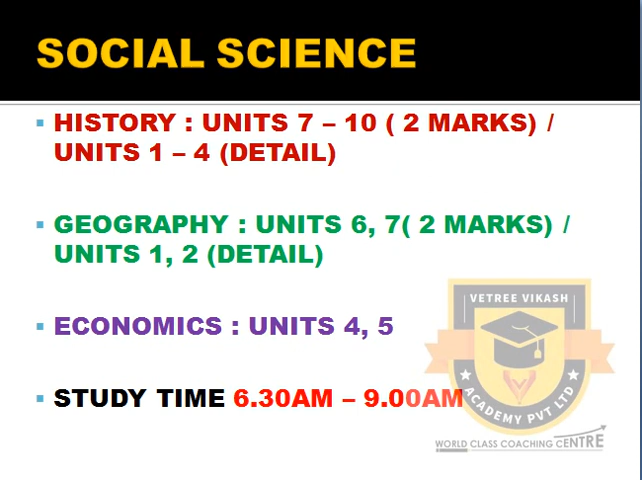 SOCIAL SCIENCE
▪ HISTORY : UNITS 7 – 10 ( 2 MARKS) /
UNITS 1 – 4 (DETAIL)
▪ GEOGRAPHY : UNITS 6, 7( 2 MARKS) /
UNITS 1, 2 (DETAIL)
▪ ECONOMICS : UNITS 4, 5
▪ STUDY TIME 6.30AM – 9.00AM
VETREE VIKASH
ACADEMY PVT LTD
WORLD CLASS COACHING CENTRE